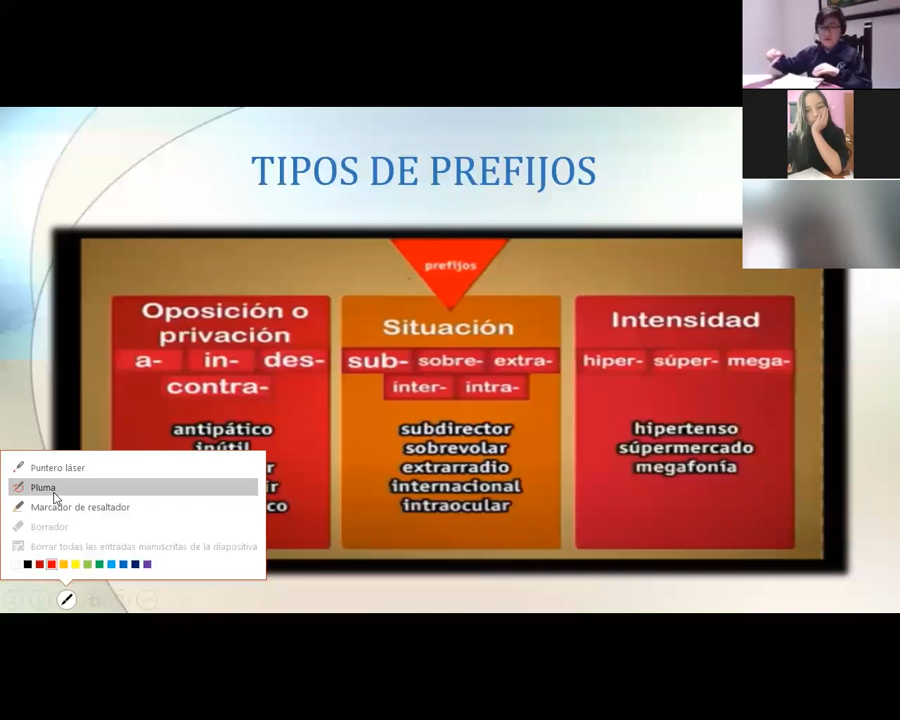 TIPOS DE PREFIJOS
prefijos
Oposición o
privación
a- in- des-
contra-
antipático
inútil
r
ir
co
Situación
sub- sobre- extra-
inter- intra-
subdirector
sobrevolar
extrarradio
internacional
intraocular
Intensidad
hiper- súper- mega-
hipertenso
súpermercado
megafonía
Puntero láser
Pluma
Marcador de resaltador
Borrador
Borrar todas las entradas manuscritas de la diapositiva